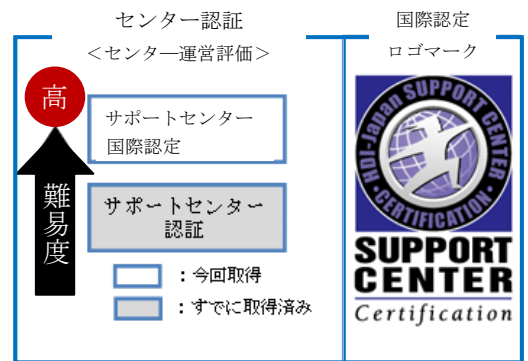 センター認証
＜センター運営評価＞
高
難易度
サポートセンター
国際認定
サポートセンター
認証
：今回取得
：すでに取得済み
国際認定
ロゴマーク
HDI-Japan SUPPORT CENTER
・CERTIFICATION・
SUPPORT
CENTER
Certification